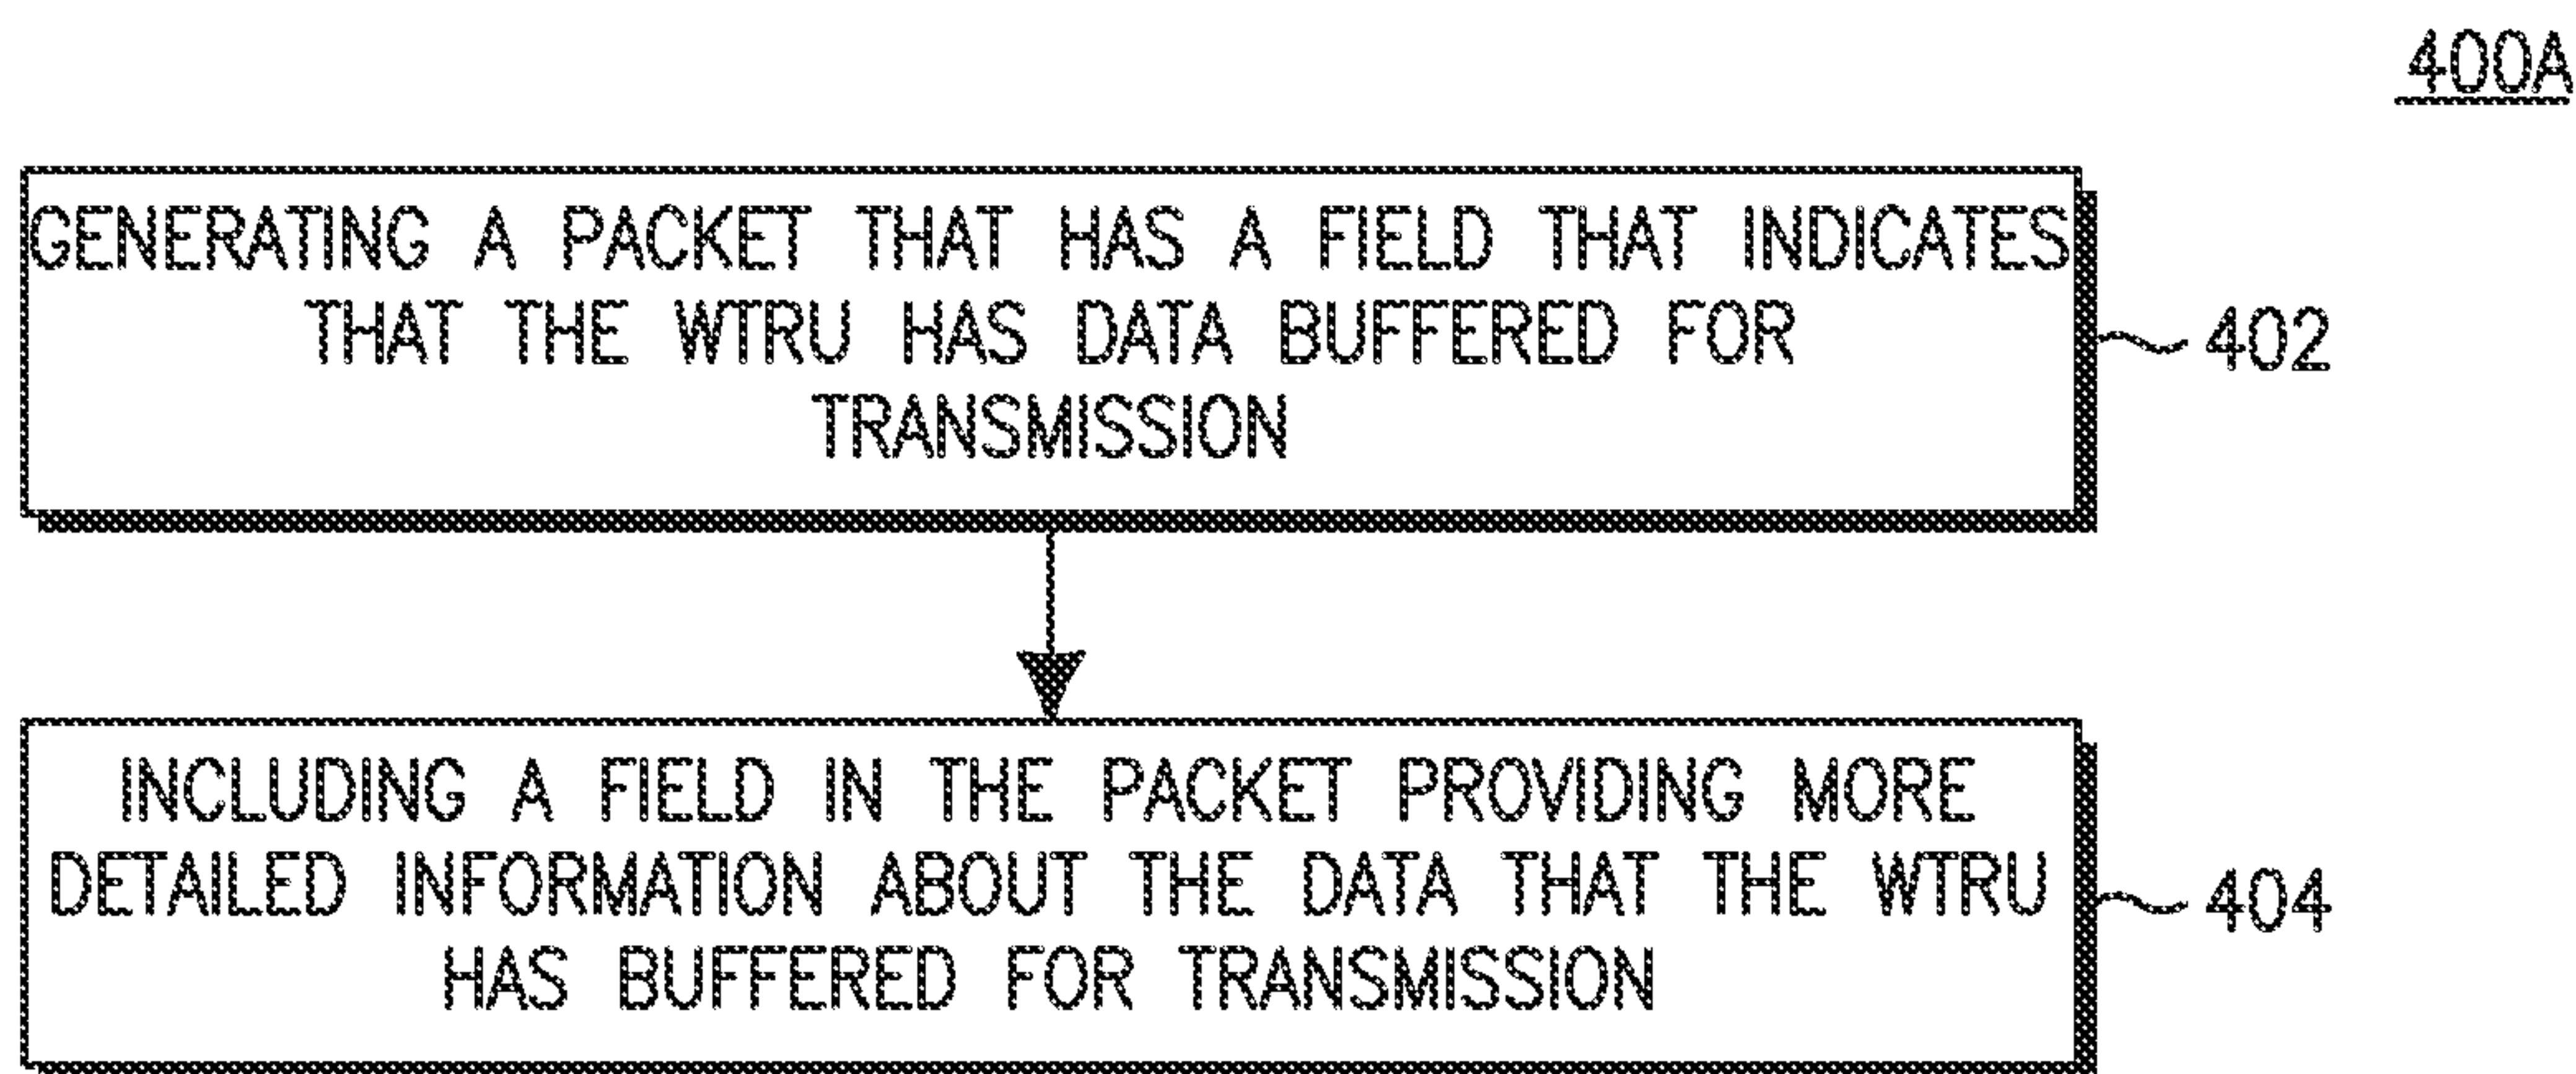 400A
GENERATING A PACKET THAT HAS A FIELD THAT INDICATES
THAT THE WTRU HAS DATA BUFFERED FOR
TRANSMISSION
402
INCLUDING A FIELD IN THE PACKET PROVIDING MORE
DETAILED INFORMATION ABOUT THE DATA THAT THE WTRU
HAS BUFFERED FOR TRANSMISSION
404